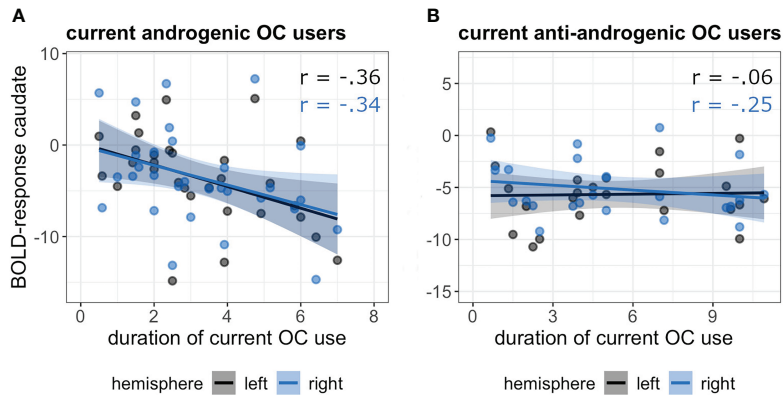 A
current androgenic OC users
r = -.36
r = -.34
BOLD-response caudate
10
0
-10
0 2 4 6 8
duration of current OC use
hemisphere left right
B
current anti-androgenic OC users
r = -.06
r = -.25
5
0
-5
-10
-15
0 3 6 9
duration of current OC use
hemisphere left right